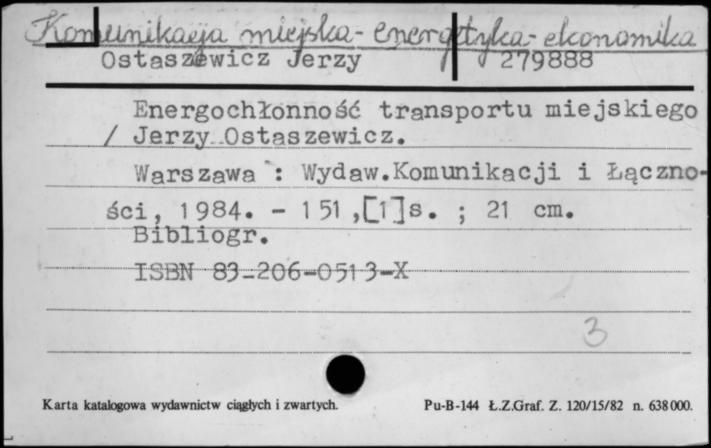 Komunikacja miejska - energetyka - ekonomika
Ostaszewicz Jerzy 279888
Energochłonność transportu miejskiego
/ Jerzy Ostaszewicz.
Warszawa : Wydaw.Komunikacji i Łączno-
ści, 1984. - 151,[1]s. ; 21 cm.
Bibliogr.
ISBN 83-206-0513-X
3
Karta katalogowa wydawnictw ciągłych i zwartych. Pu-B-144 Ł.Z.Graf. Z. 120/15/82 n. 638000.